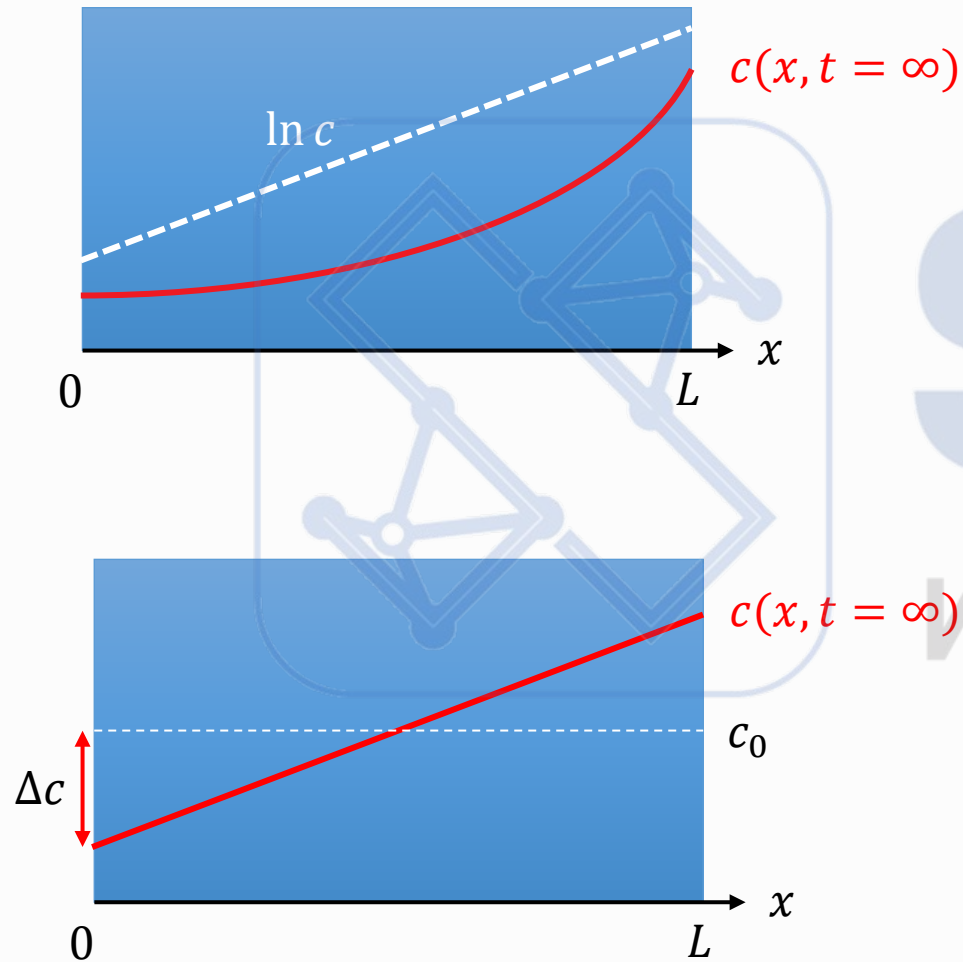 c(x, t = ∞)
ln c
x
0
L
c(x, t = ∞)
c₀
Δc
x
0
L